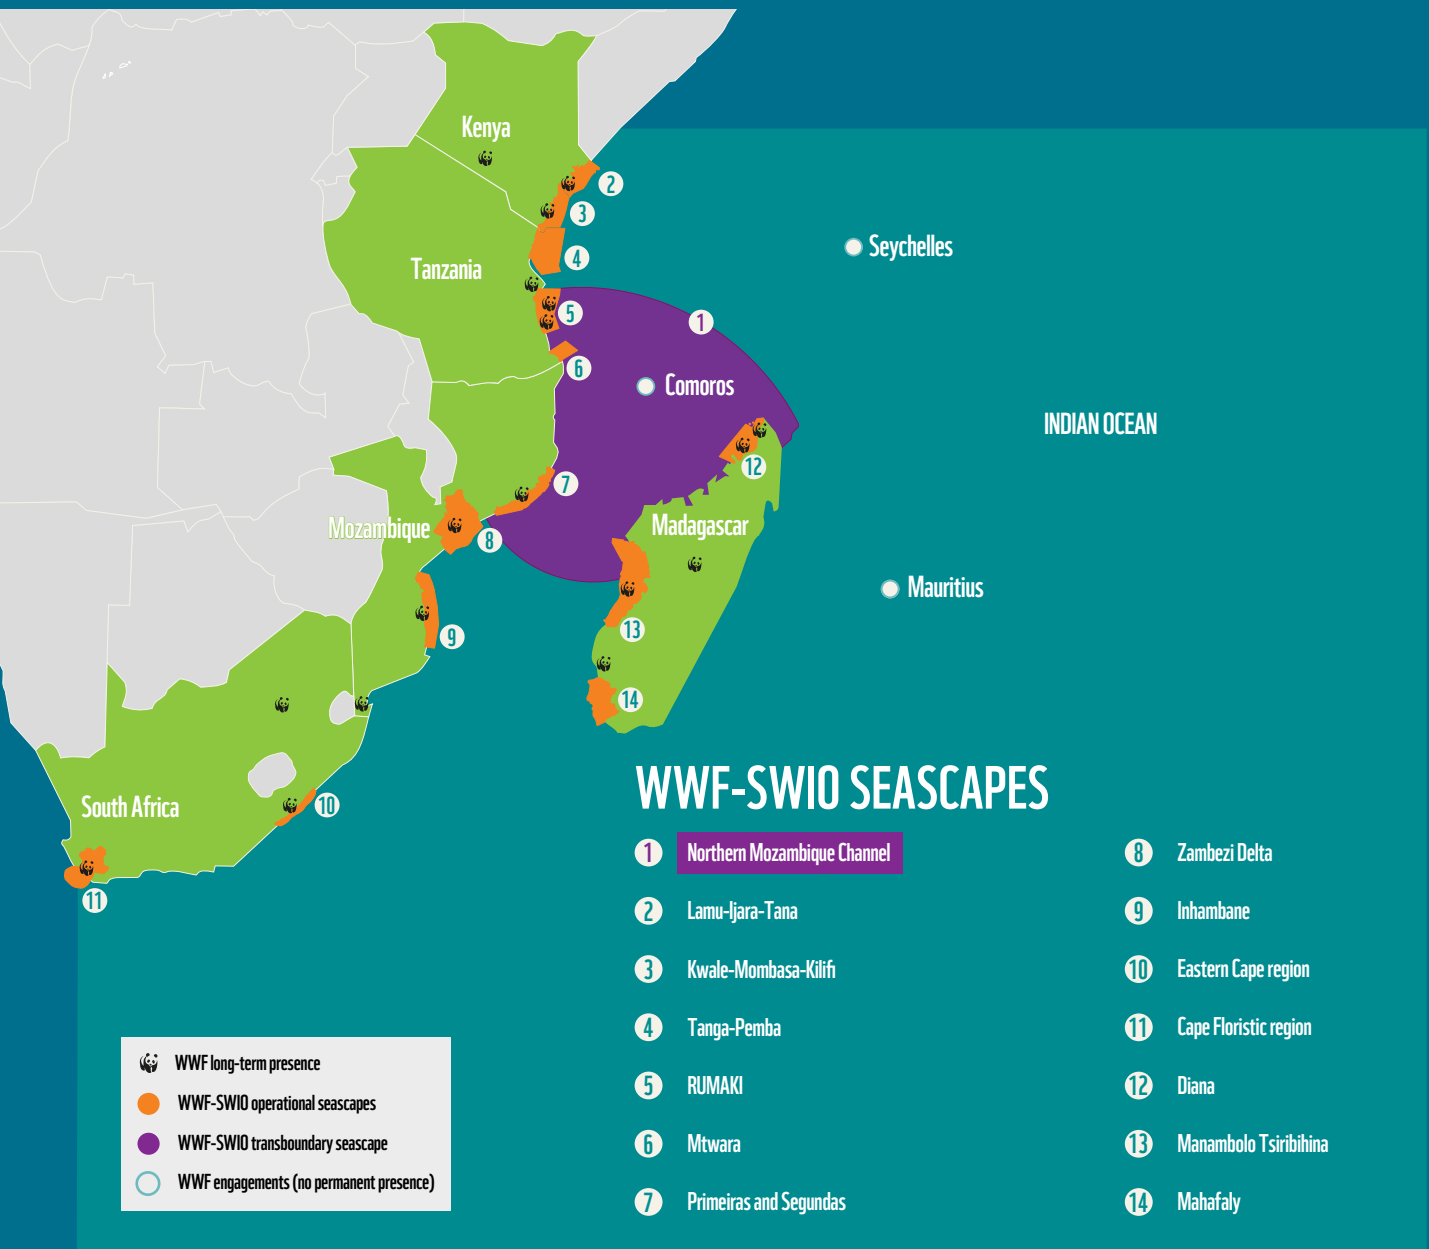 Kenya
2
3
Seychelles
Tanzania
4
5
1
6
Comoros
INDIAN OCEAN
12
7
Mozambique
Madagascar
8
Mauritius
9
13
14
South Africa
10
11
WWF-SWIO SEASCAPES
1 Northern Mozambique Channel
2 Lamu-Ijara-Tana
3 Kwale-Mombasa-Kilifi
4 Tanga-Pemba
5 RUMAKI
6 Mtwara
7 Primeiras and Segundas
8 Zambezi Delta
9 Inhambane
10 Eastern Cape region
11 Cape Floristic region
12 Diana
13 Manambolo Tsiribihina
14 Mahafaly
WWF long-term presence
WWF-SWIO operational seascapes
WWF-SWIO transboundary seascape
WWF engagements (no permanent presence)